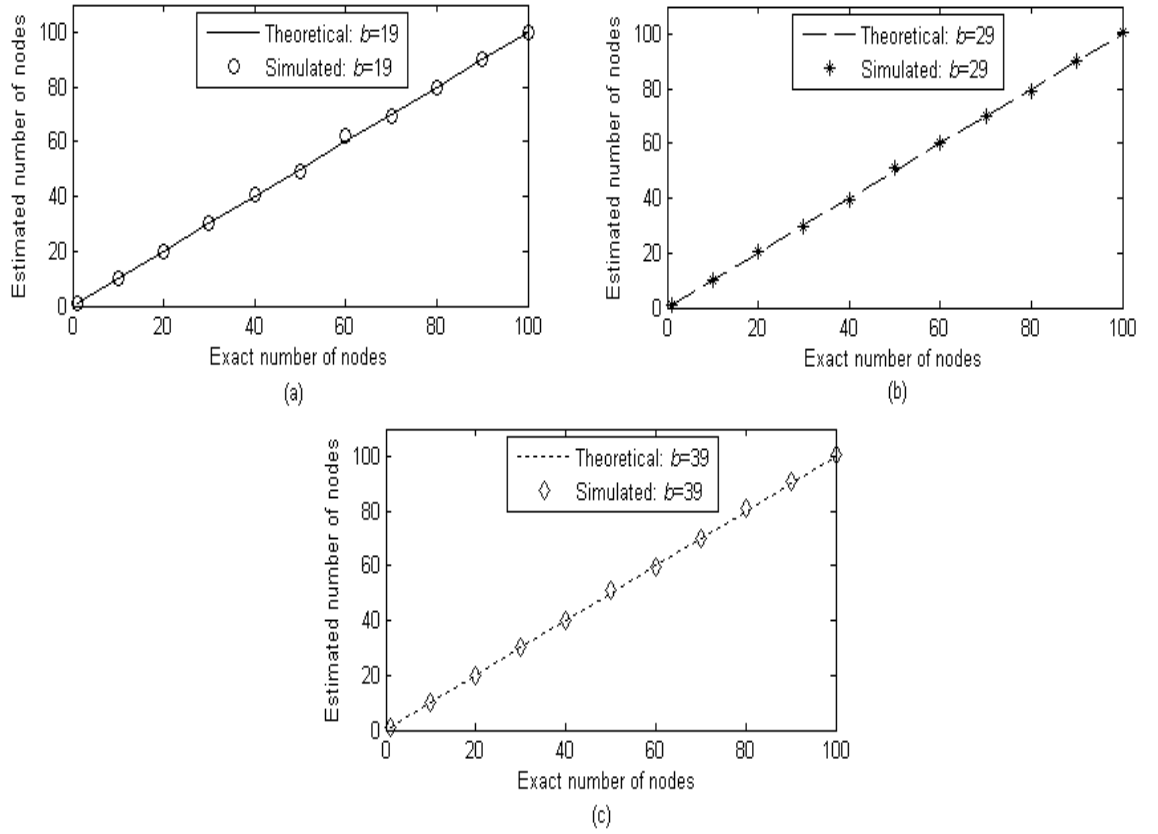 Theoretical: b=19
Simulated: b=19
Estimated number of nodes
100
80
60
40
20
0
0 20 40 60 80 100
Exact number of nodes
(a)
Theoretical: b=29
Simulated: b=29
Estimated number of nodes
100
80
60
40
20
0
0 20 40 60 80 100
Exact number of nodes
(b)
Theoretical: b=39
Simulated: b=39
Estimated number of nodes
100
80
60
40
20
0
0 20 40 60 80 100
Exact number of nodes
(c)